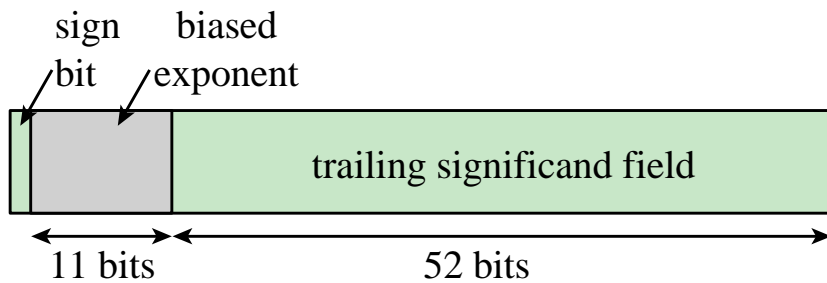 sign
bit
biased
exponent
trailing significand field
11 bits
52 bits